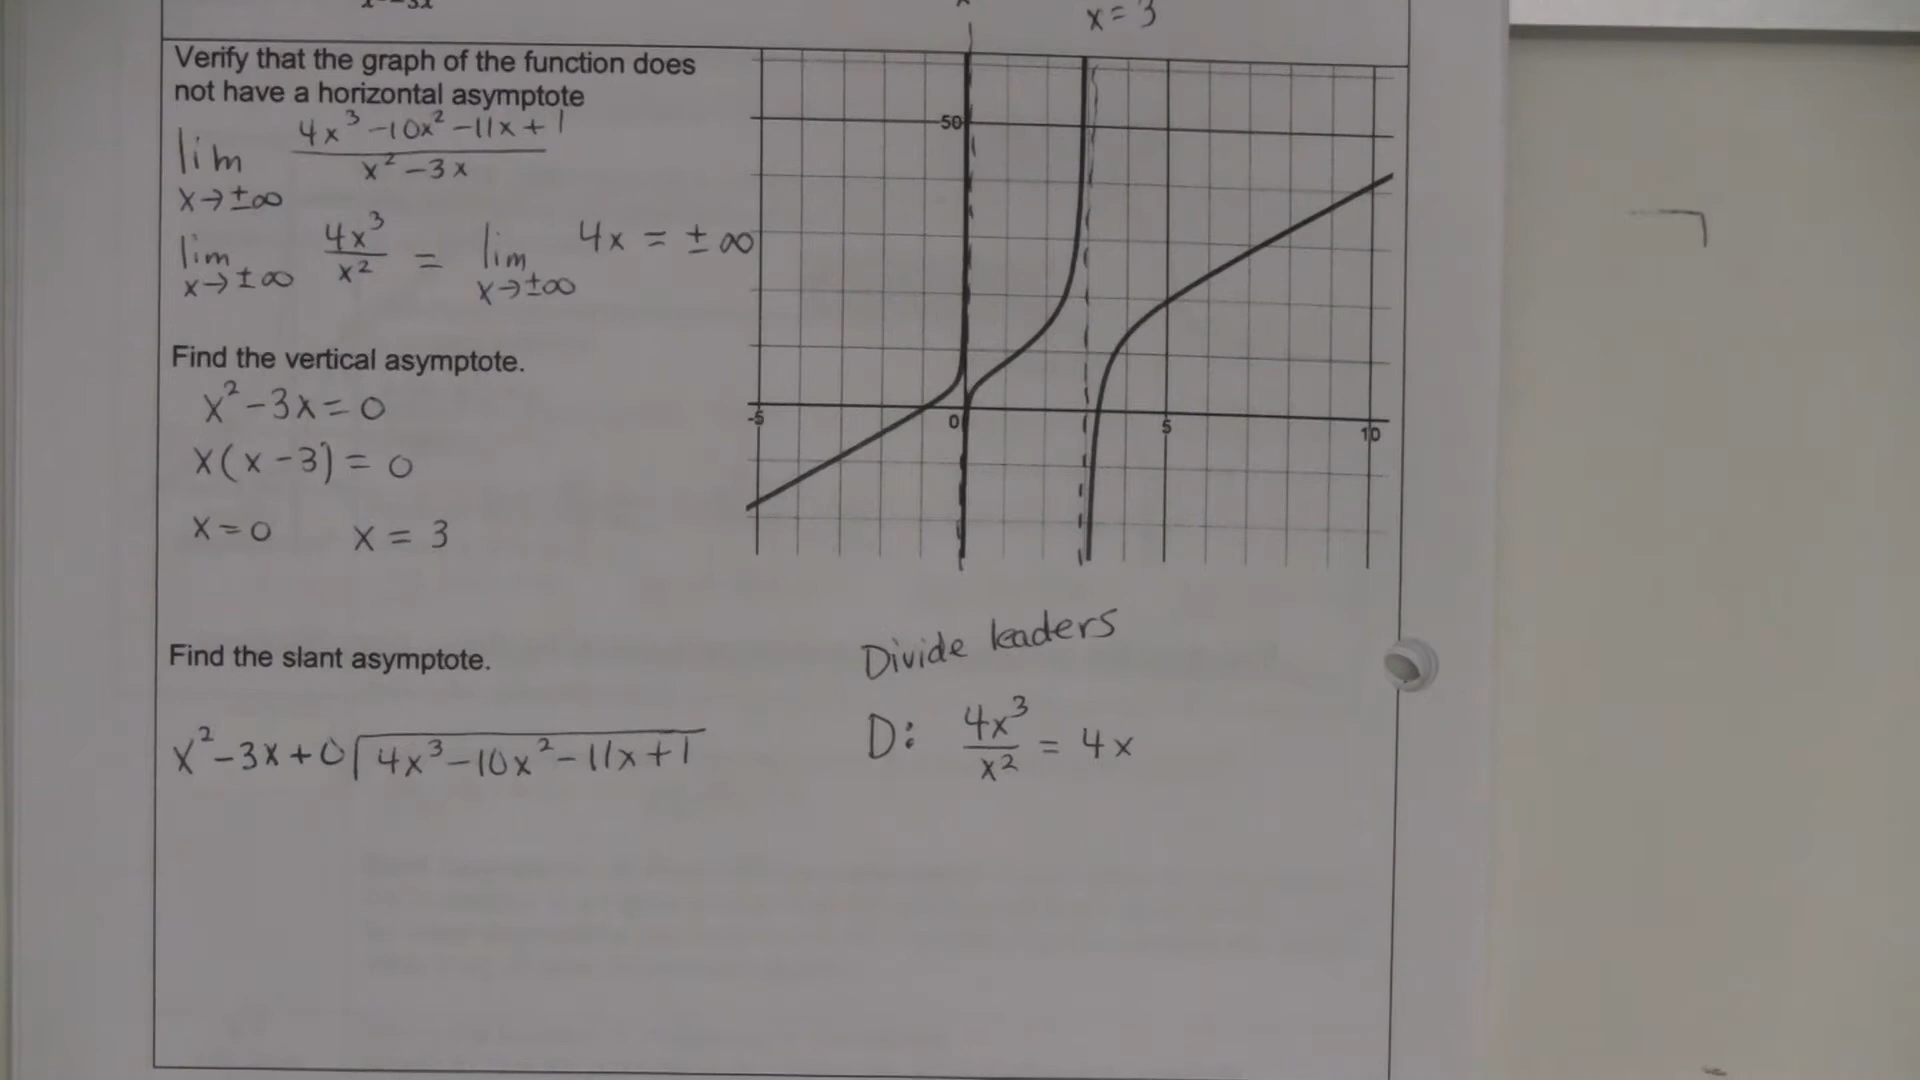 x = 3
Verify that the graph of the function does
not have a horizontal asymptote
lim x→±∞ (4x³ - 10x² - 11x + 1)/(x² - 3x)
lim x→±∞ 4x³/x² = lim x→±∞ 4x = ±∞
Find the vertical asymptote.
x² - 3x = 0
x(x - 3) = 0
x = 0 x = 3
50
-5 0 5 10
Find the slant asymptote.
x² - 3x + 0 ⟌ 4x³ - 10x² - 11x + 1
Divide leaders
D: 4x³/x² = 4x